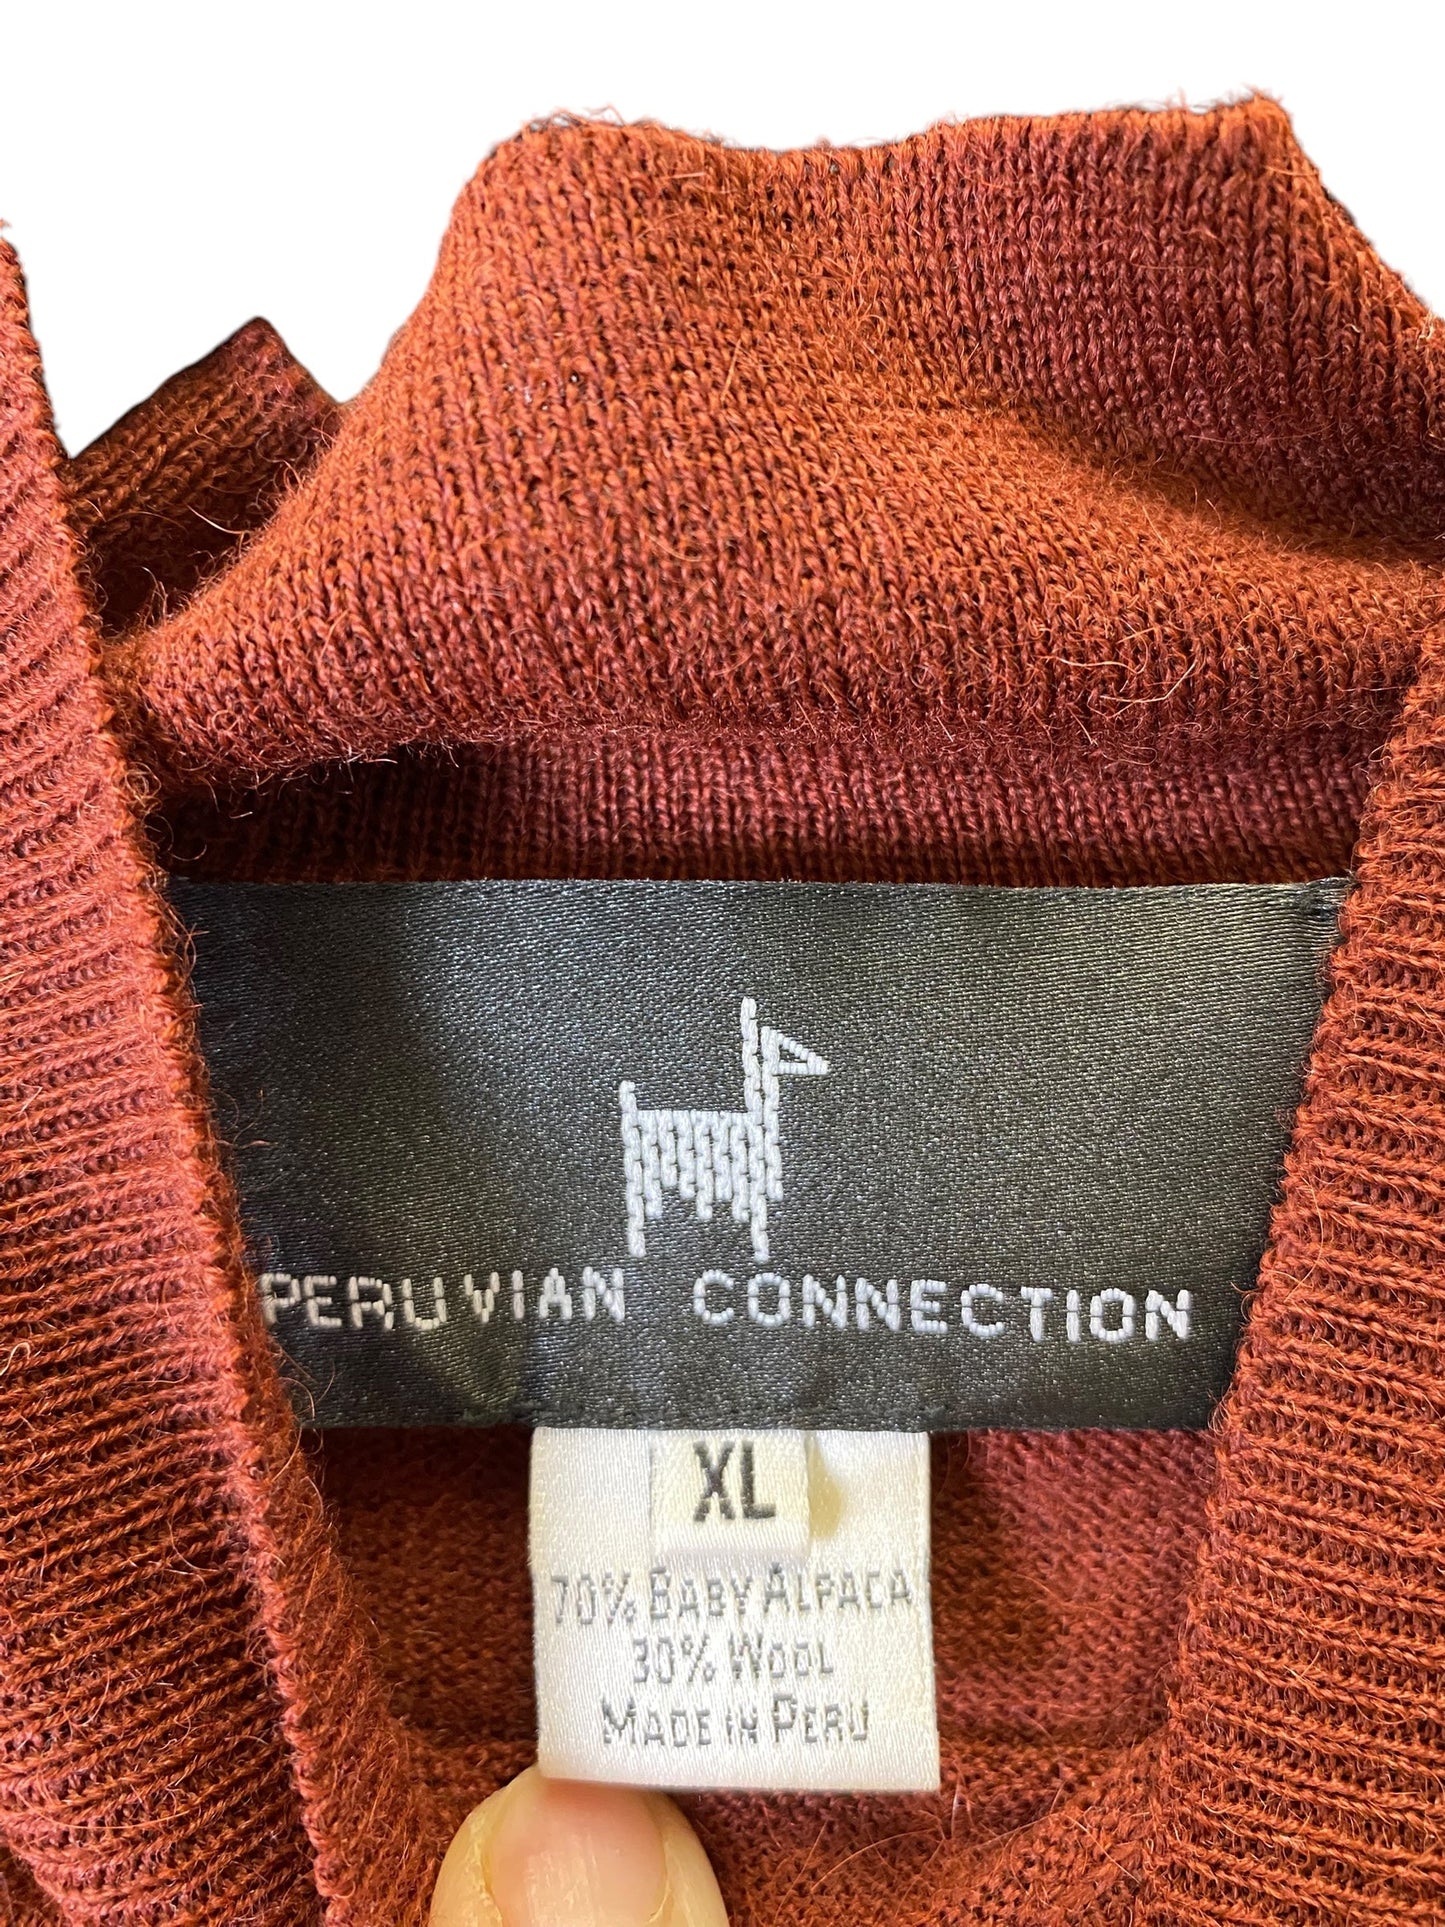 PERUVIAN CONNECTION
XL
70% BABY ALPACA
30% WOOL
MADE IN PERU